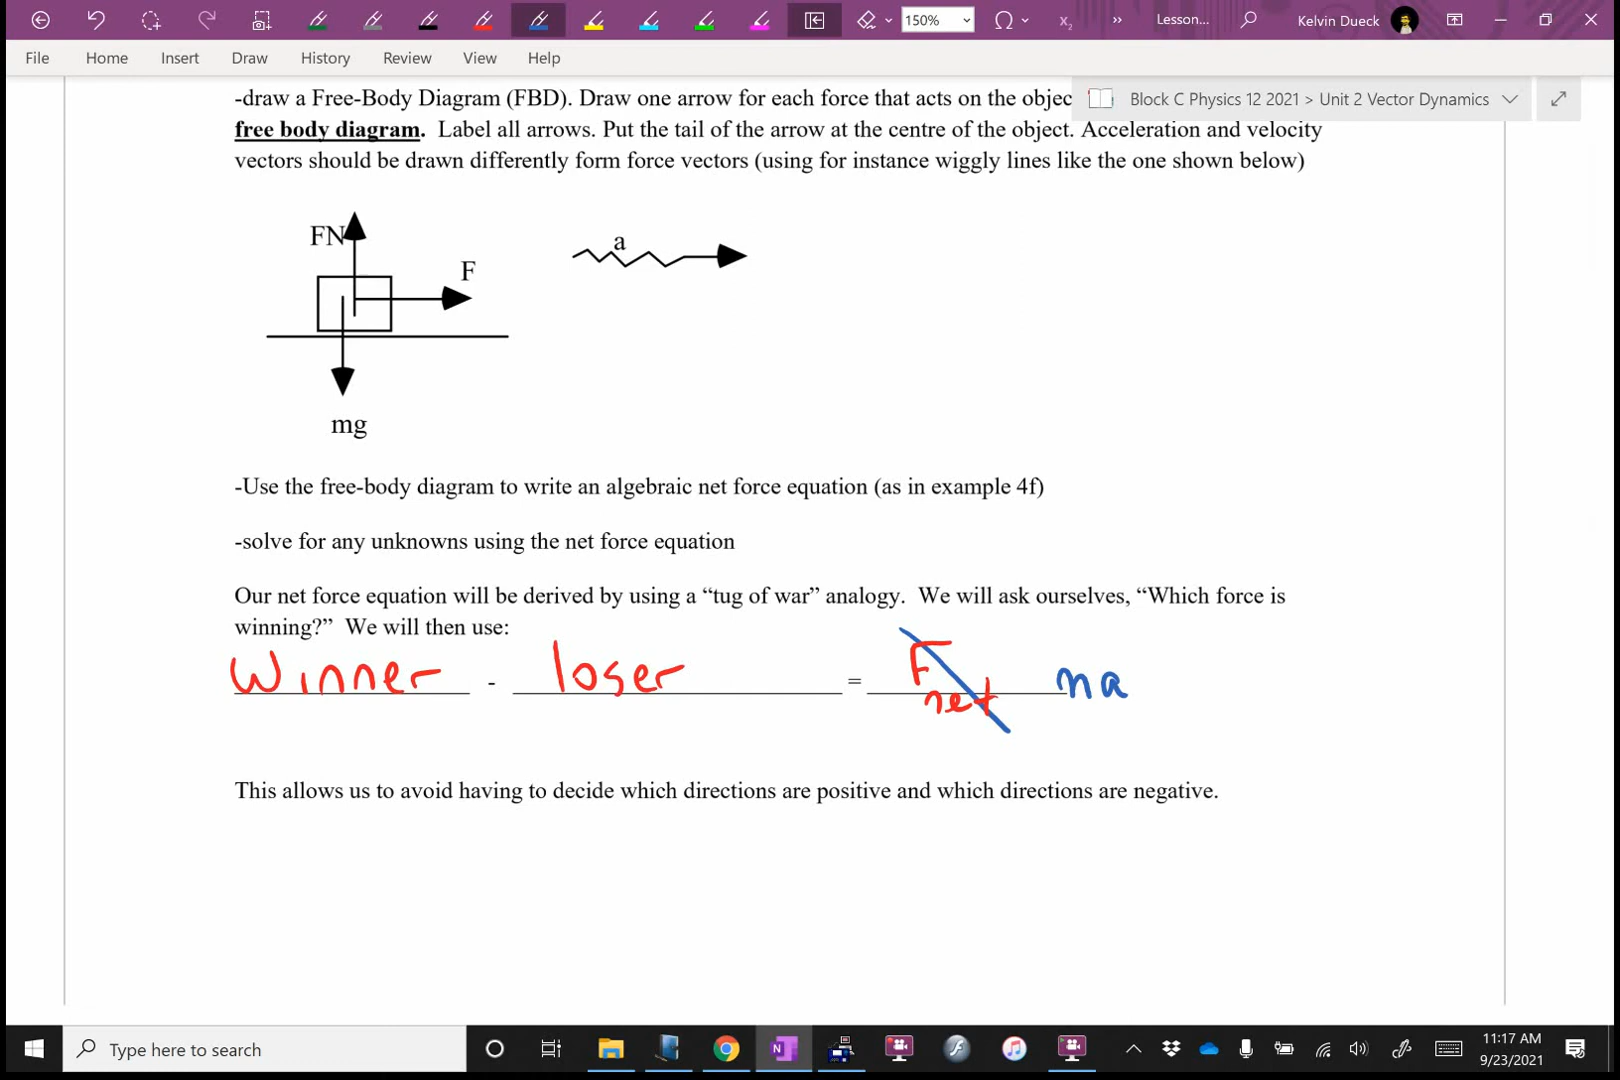 150%
Ω
x₂
»
Lesson...
Kelvin Dueck
File Home Insert Draw History Review View Help
-draw a Free-Body Diagram (FBD). Draw one arrow for each force that acts on the objec
Block C Physics 12 2021 > Unit 2 Vector Dynamics
free body diagram. Label all arrows. Put the tail of the arrow at the centre of the object. Acceleration and velocity
vectors should be drawn differently form force vectors (using for instance wiggly lines like the one shown below)
FN
a
F
mg
-Use the free-body diagram to write an algebraic net force equation (as in example 4f)
-solve for any unknowns using the net force equation
Our net force equation will be derived by using a “tug of war” analogy. We will ask ourselves, “Which force is
winning?” We will then use:
Winner - loser = Fnet ma
This allows us to avoid having to decide which directions are positive and which directions are negative.
Type here to search
11:17 AM
9/23/2021